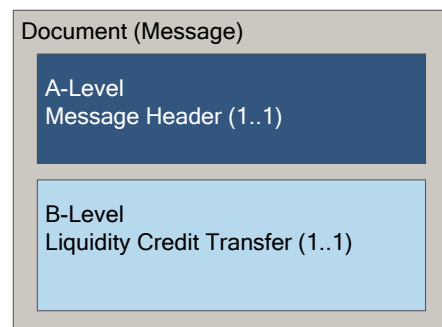 Document (Message)
A-Level
Message Header (1..1)
B-Level
Liquidity Credit Transfer (1..1)